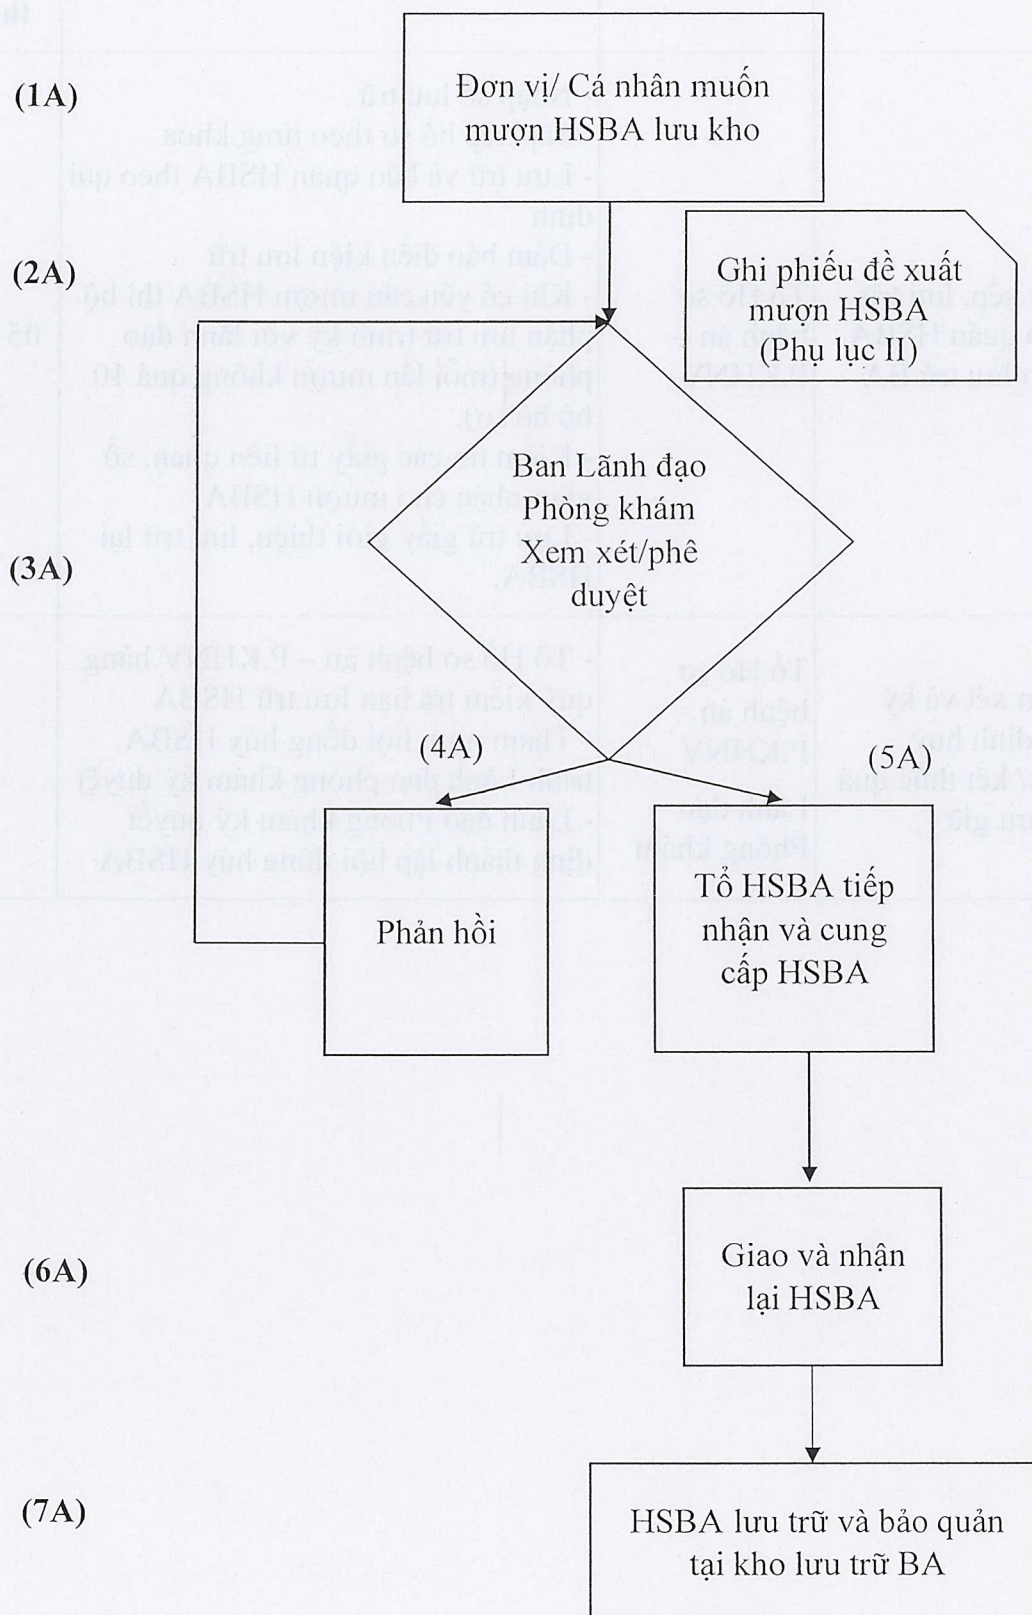 (1A)
Đơn vị/ Cá nhân muốn
mượn HSBA lưu kho
(2A)
Ghi phiếu đề xuất
mượn HSBA
(Phụ lục II)
Ban Lãnh đạo
Phòng khám
Xem xét/phê
duyệt
(3A)
(4A)
(5A)
Phản hồi
Tổ HSBA tiếp
nhận và cung
cấp HSBA
(6A)
Giao và nhận
lại HSBA
(7A)
HSBA lưu trữ và bảo quản
tại kho lưu trữ BA